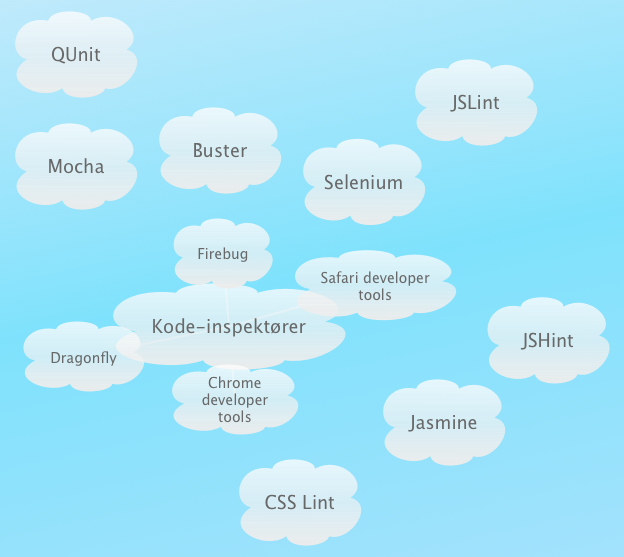 QUnit
JSLint
Buster
Mocha
Selenium
Firebug
Safari developer
tools
Kode-inspektører
JSHint
Dragonfly
Chrome
developer
tools
Jasmine
CSS Lint